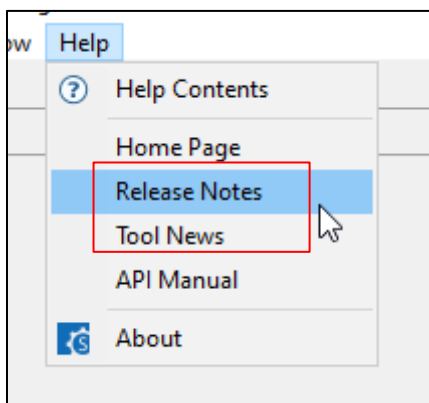 ow Help
Help Contents
Home Page
Release Notes
Tool News
API Manual
About